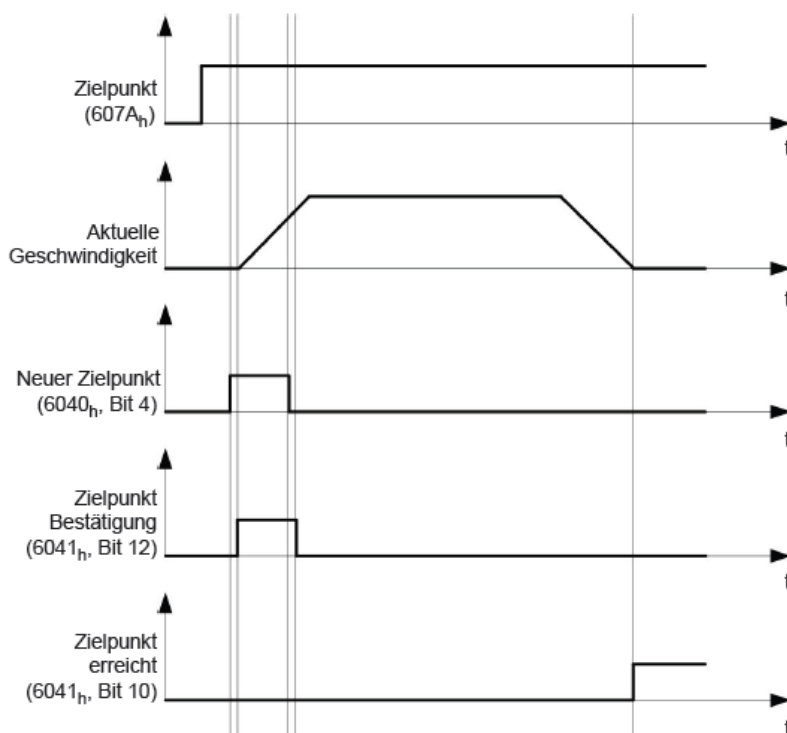 Zielpunkt
(607Aₕ)
t
Aktuelle
Geschwindigkeit
t
Neuer Zielpunkt
(6040ₕ, Bit 4)
t
Zielpunkt
Bestätigung
(6041ₕ, Bit 12)
t
Zielpunkt
erreicht
(6041ₕ, Bit 10)
t